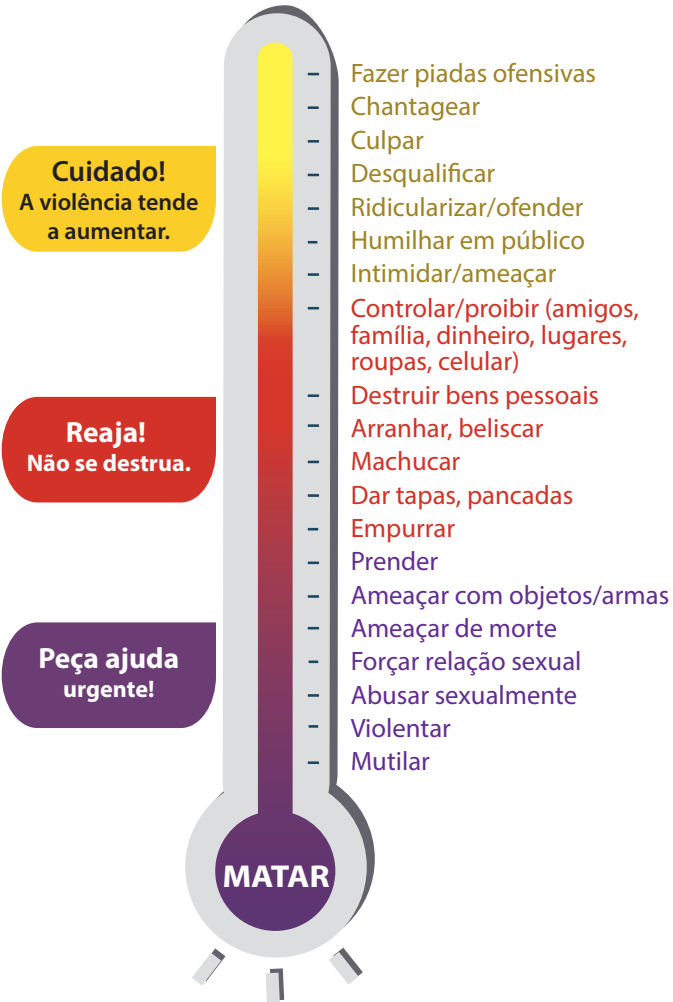 Fazer piadas ofensivas
Chantagear
Culpar
Desqualificar
Ridicularizar/ofender
Humilhar em público
Intimidar/ameaçar
Cuidado!
A violência tende
a aumentar.
Controlar/proibir (amigos,
família, dinheiro, lugares,
roupas, celular)
Destruir bens pessoais
Arranhar, beliscar
Machucar
Dar tapas, pancadas
Empurrar
Reaja!
Não se destrua.
Prender
Ameaçar com objetos/armas
Ameaçar de morte
Forçar relação sexual
Abusar sexualmente
Violentar
Mutilar
Peça ajuda
urgente!
MATAR